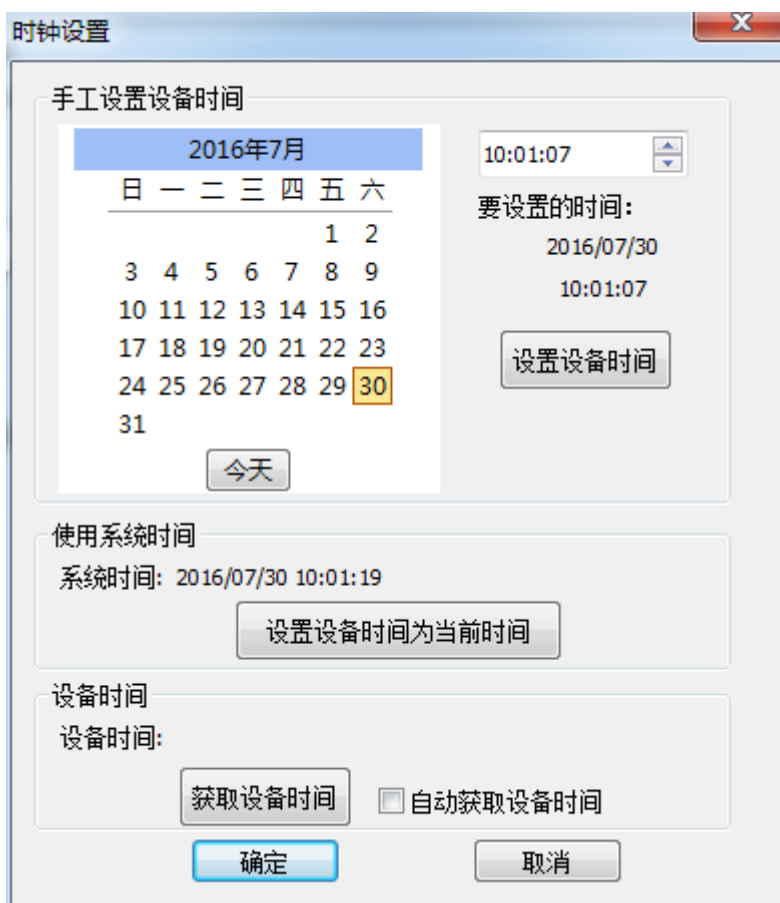 时钟设置
手工设置设备时间
2016年7月
日 一 二 三 四 五 六
1 2
3 4 5 6 7 8 9
10 11 12 13 14 15 16
17 18 19 20 21 22 23
24 25 26 27 28 29 30
31
今天
10:01:07
要设置的时间:
2016/07/30
10:01:07
设置设备时间
使用系统时间
系统时间: 2016/07/30 10:01:19
设置设备时间为当前时间
设备时间
设备时间:
获取设备时间 自动获取设备时间
确定 取消